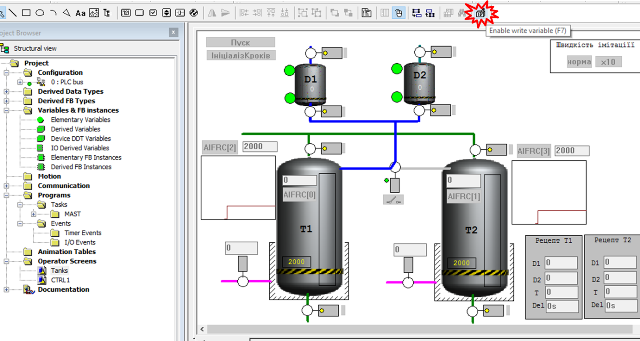 Enable write variable (F7)
roject Browser
Structural view
Project
Configuration
0 : PLC bus
Derived Data Types
Derived FB Types
Variables & FB instances
Elementary Variables
Derived Variables
Device DDT Variables
IO Derived Variables
Elementary FB Instances
Derived FB Instances
Motion
Communication
Programs
Tasks
MAST
Events
Timer Events
I/O Events
Animation Tables
Operator Screens
Tanks
CTRL1
Documentation
Пуск
ІніціалізКроків
Швидкість імітації
норма
x10
D1
0
D2
0
AIFRC[2]
2000
AIFRC[3]
2000
0
AIFRC[0]
T1
2000
0
AIFRC[1]
T2
2000
0
0
Рецепт Т1
D1 0
D2 0
T 0
Del 0s
Рецепт Т2
D1 0
D2 0
T 0
Del 0s